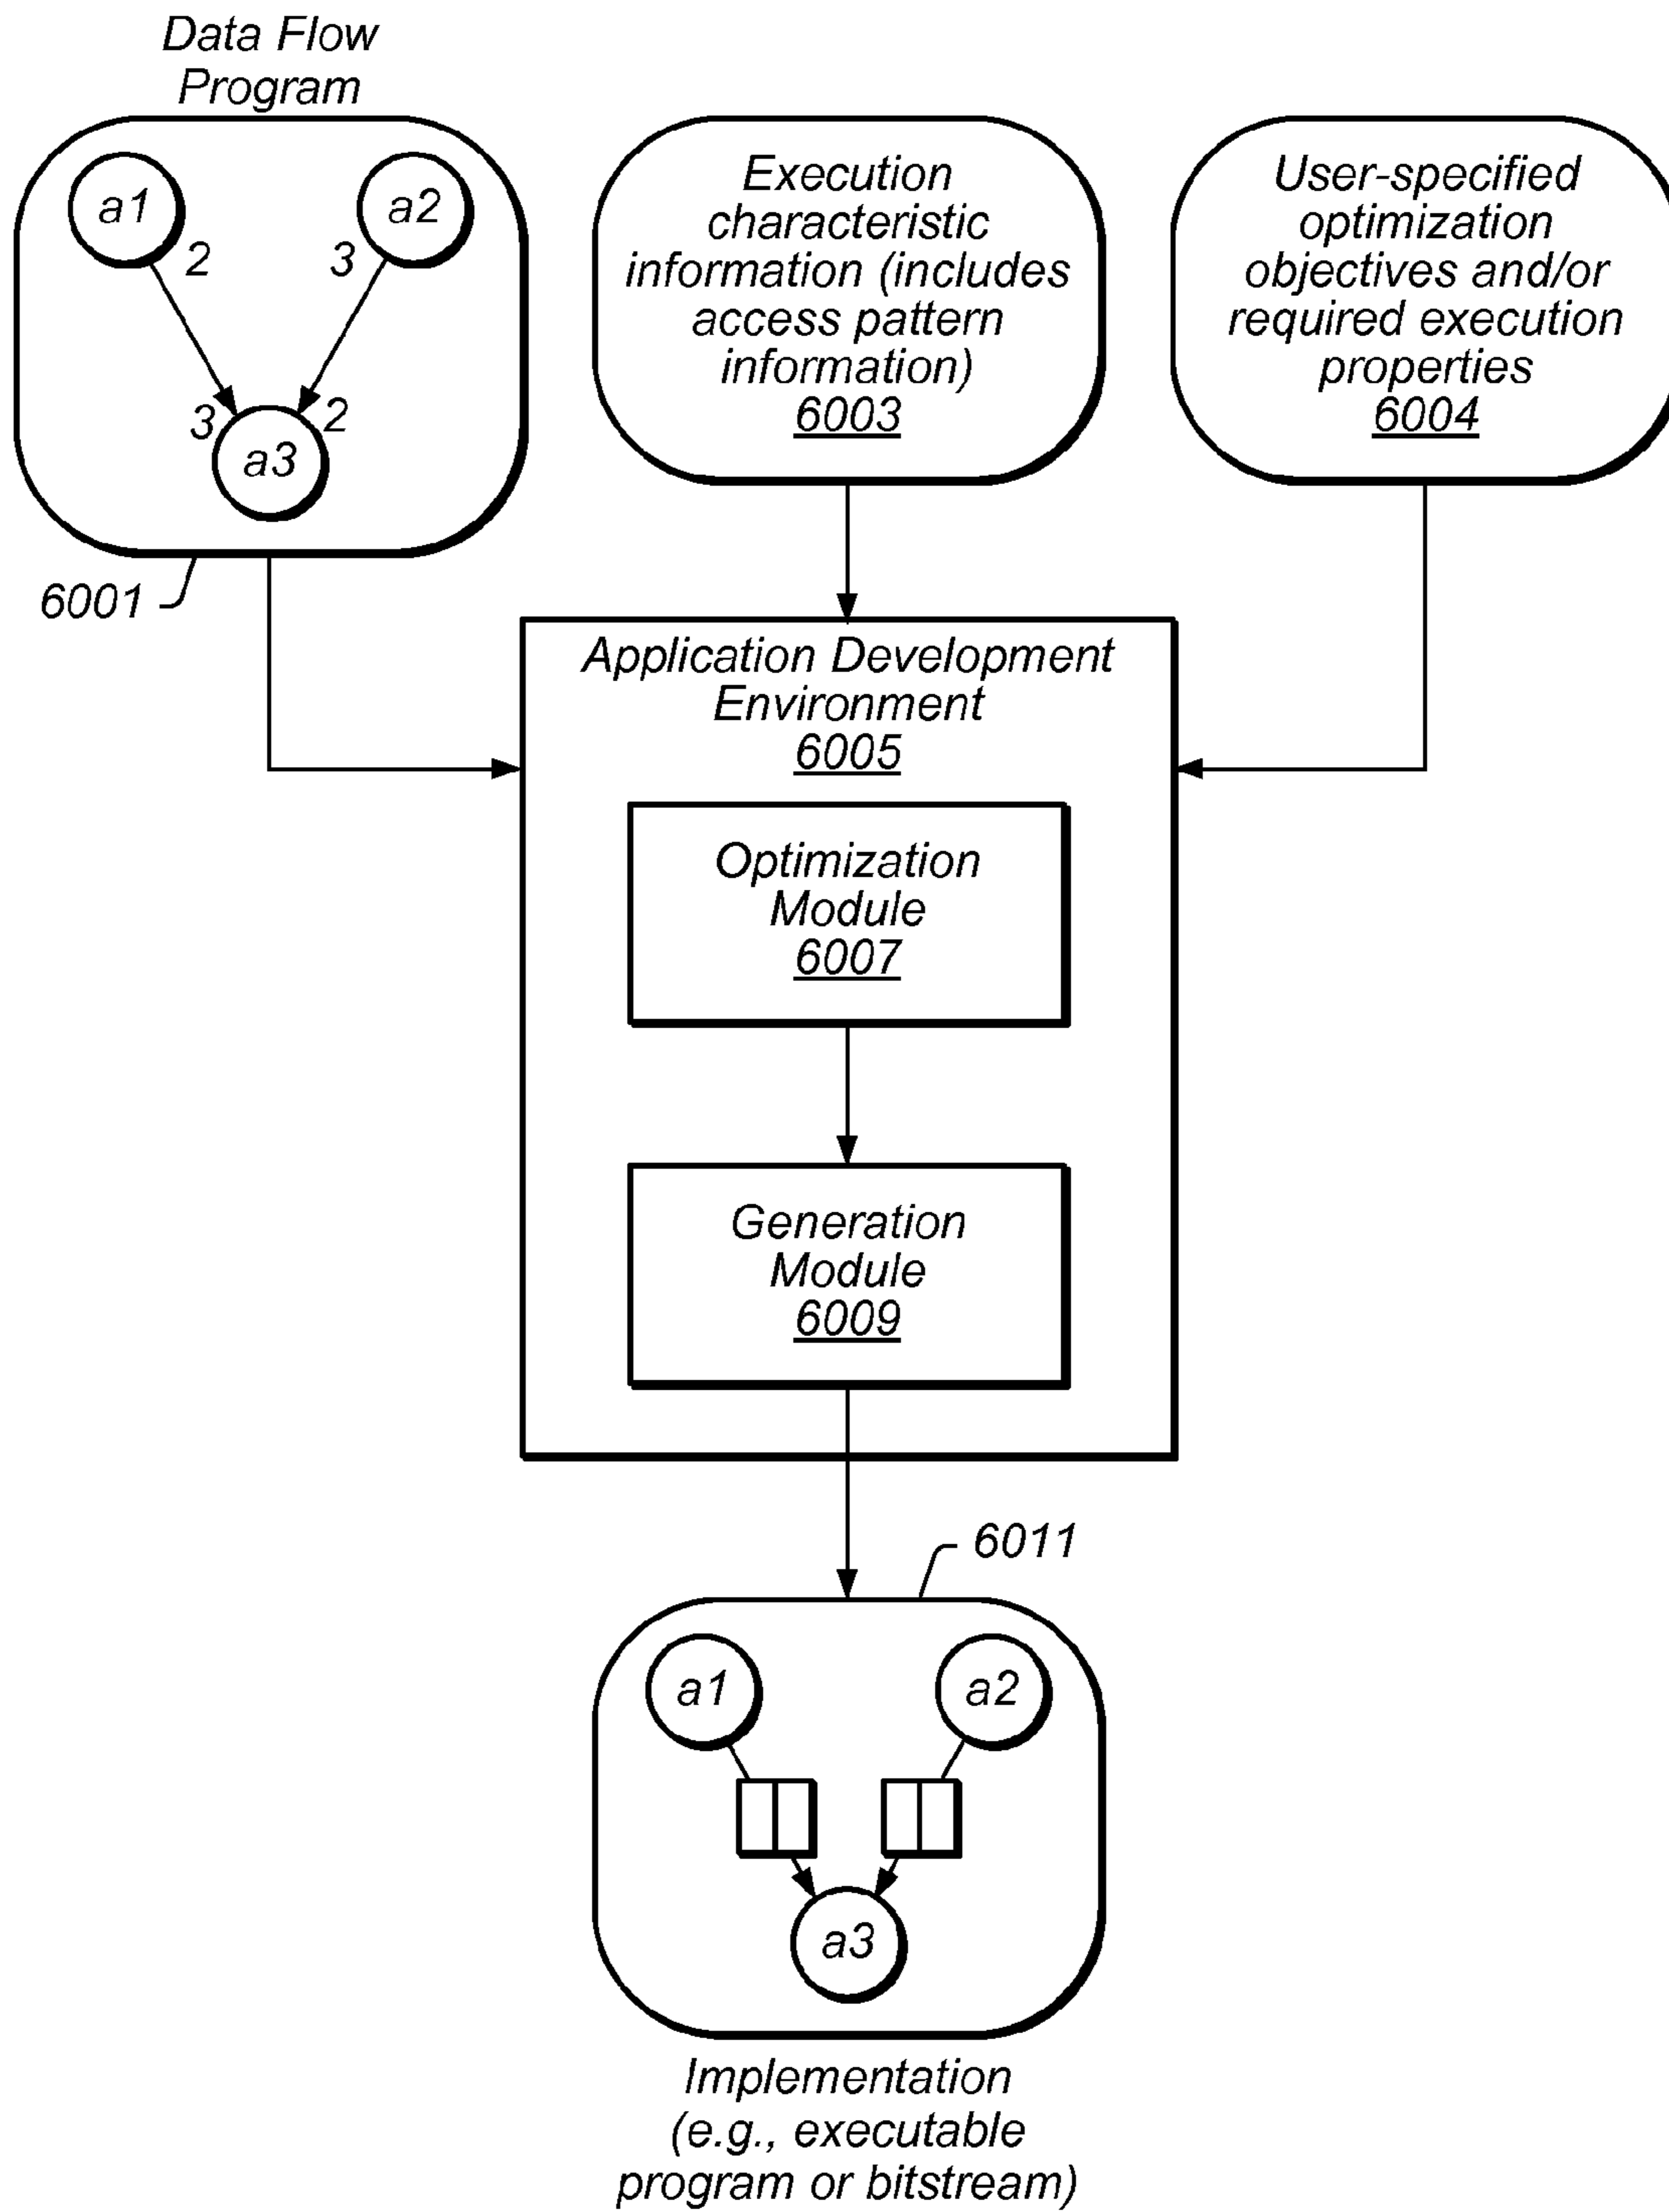 Data Flow
Program
a1
a2
2
3
3
2
a3
6001
Execution
characteristic
information (includes
access pattern
information)
6003
User-specified
optimization
objectives and/or
required execution
properties
6004
Application Development
Environment
6005
Optimization
Module
6007
Generation
Module
6009
6011
a1
a2
a3
Implementation
(e.g., executable
program or bitstream)